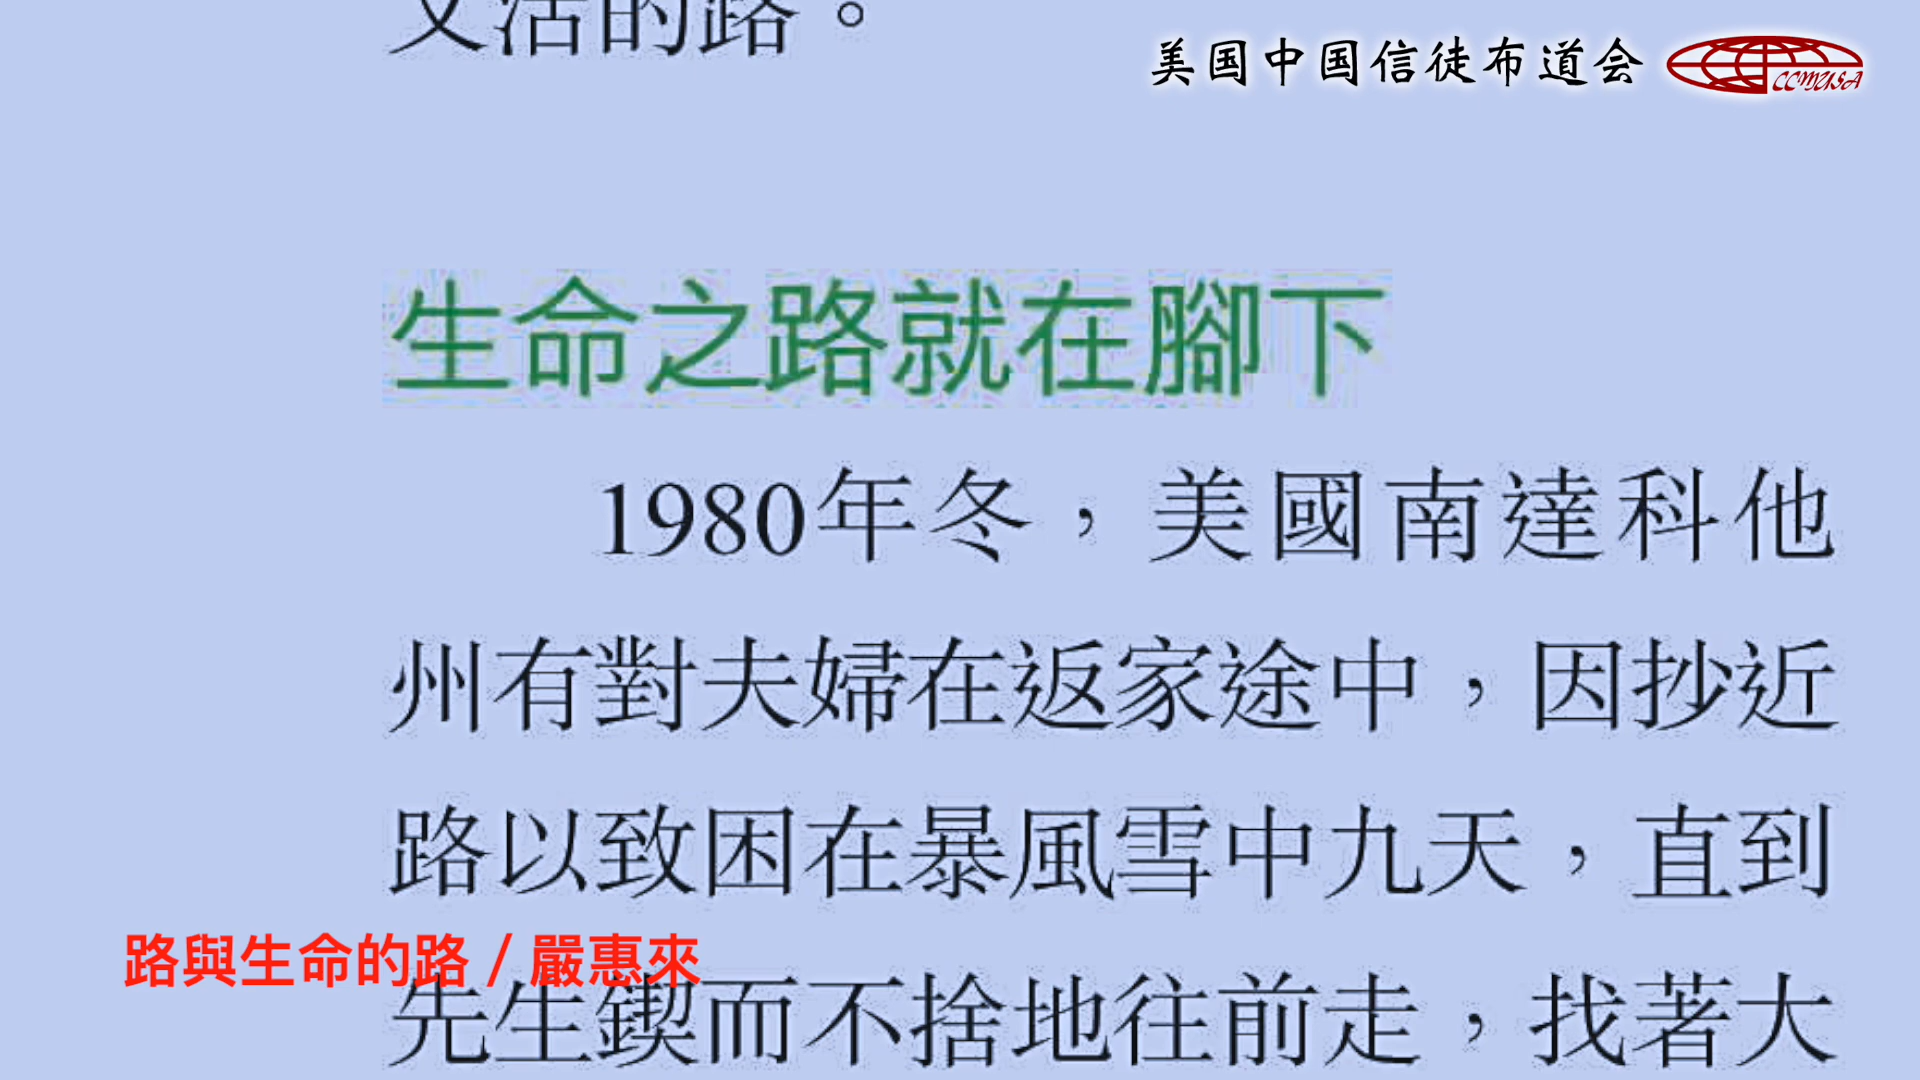 又活的路。
美国中国信徒布道会
CCMUSA
生命之路就在腳下
1980年冬，美國南達科他
州有對夫婦在返家途中，因抄近
路以致困在暴風雪中九天，直到
路與生命的路 / 嚴惠來
先生鍥而不捨地往前走，找著大